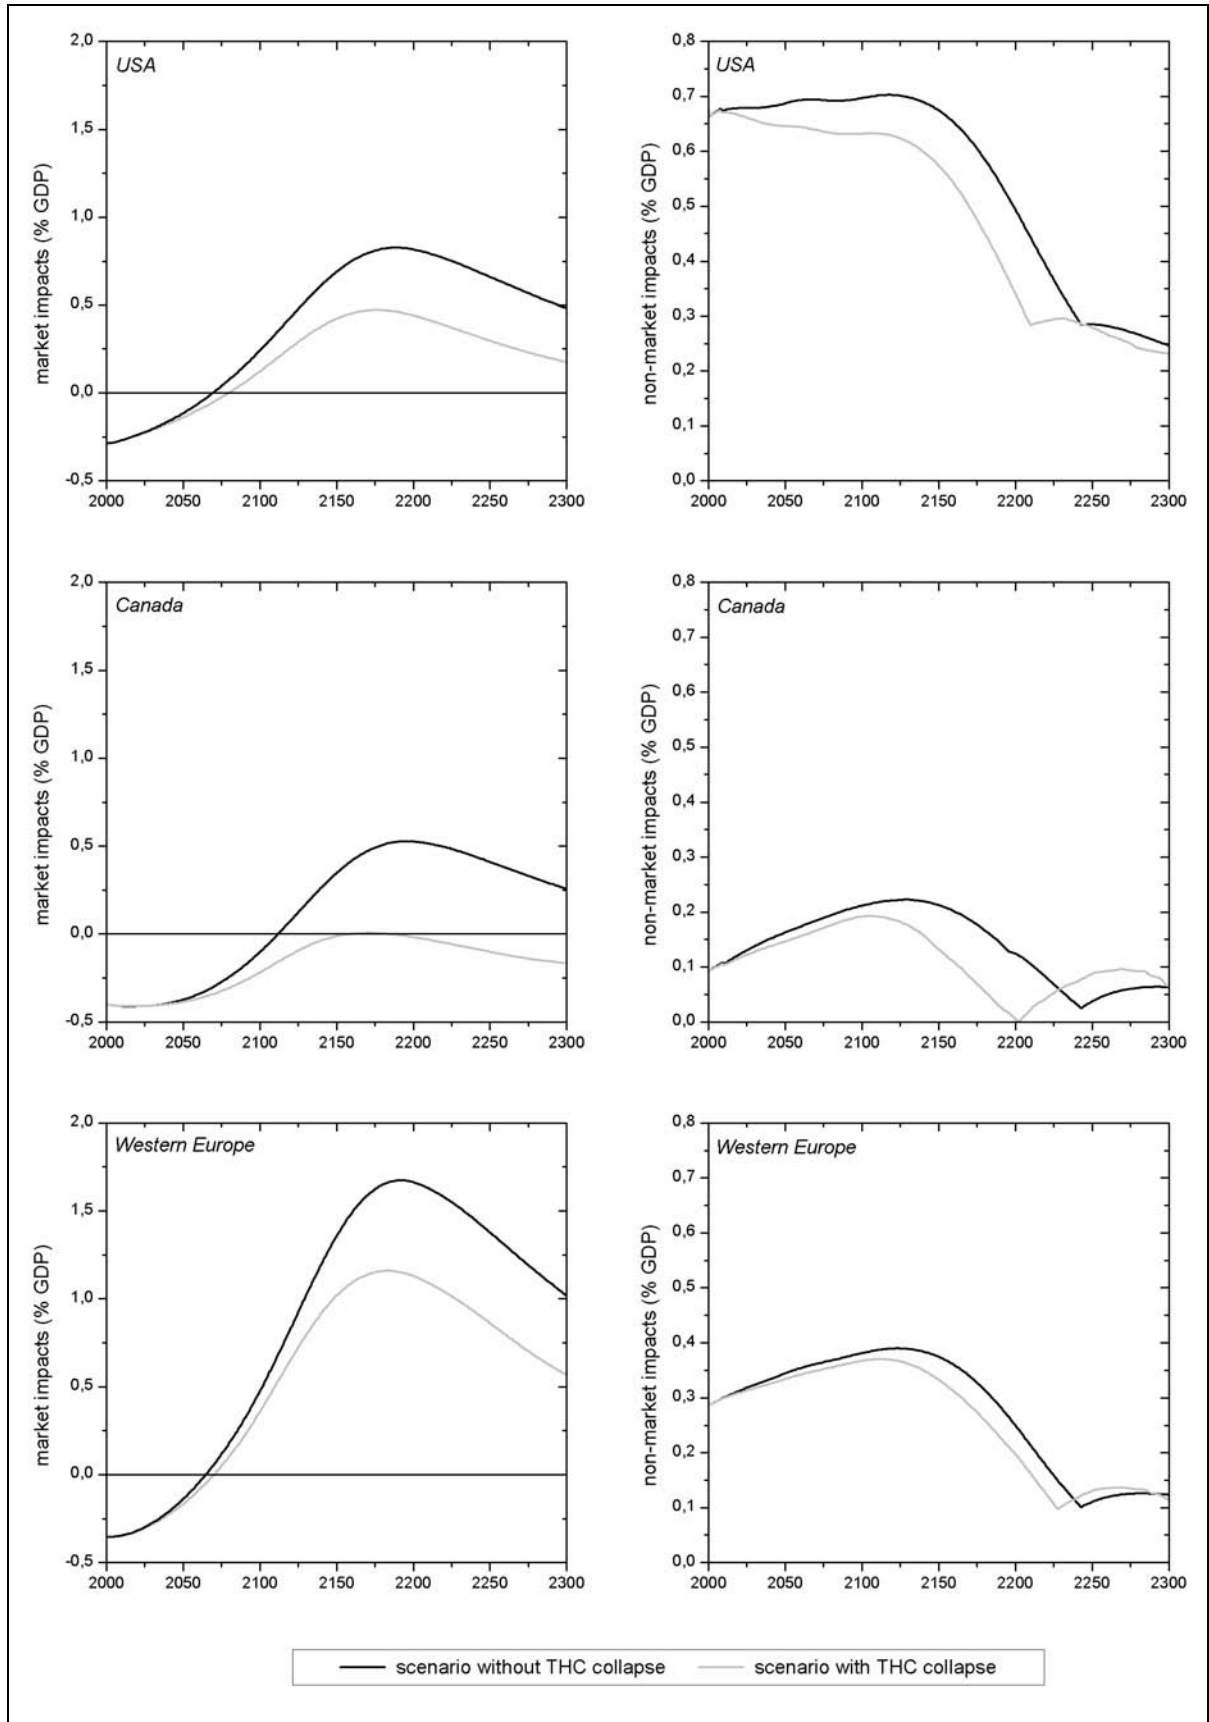 USA
2,0
1,5
1,0
0,5
0,0
-0,5
market impacts (% GDP)
2000 2050 2100 2150 2200 2250 2300
USA
0,8
0,7
0,6
0,5
0,4
0,3
0,2
0,1
0,0
non-market impacts (% GDP)
2000 2050 2100 2150 2200 2250 2300
Canada
2,0
1,5
1,0
0,5
0,0
-0,5
market impacts (% GDP)
2000 2050 2100 2150 2200 2250 2300
Canada
0,8
0,7
0,6
0,5
0,4
0,3
0,2
0,1
0,0
non-market impacts (% GDP)
2000 2050 2100 2150 2200 2250 2300
Western Europe
2,0
1,5
1,0
0,5
0,0
-0,5
market impacts (% GDP)
2000 2050 2100 2150 2200 2250 2300
Western Europe
0,8
0,7
0,6
0,5
0,4
0,3
0,2
0,1
0,0
non-market impacts (% GDP)
2000 2050 2100 2150 2200 2250 2300
scenario without THC collapse
scenario with THC collapse